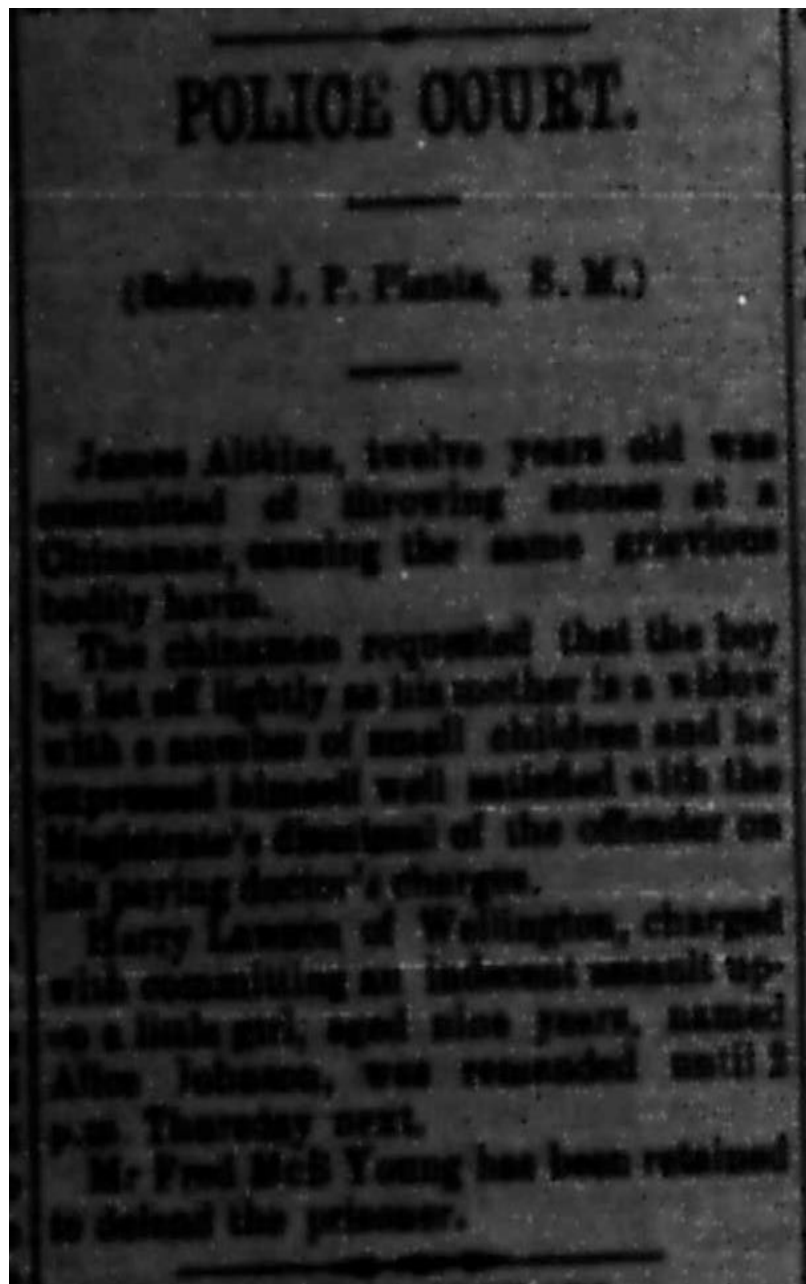 POLICE COURT.
(Before J. P. Planta, S. M.)
James Aitkins, twelve years old was
of throwing stones at a
Chinaman, causing the same grievious
bodily harm.
The chinaman requested that the boy
be let off lightly as his mother is a widow
with a number of small children and he
expressed himself well satisfied with the
Magistrate's dismissal of the offender on
his paying doctor's charges.
Harry Lawson of Wellington, charged
with committing an indecent assault up-
on a little girl, aged nine years, named
Alice Johnson, was remanded until 2
p.m. Thursday next.
Mr Fred McB Young has been retained
to defend the prisoner.